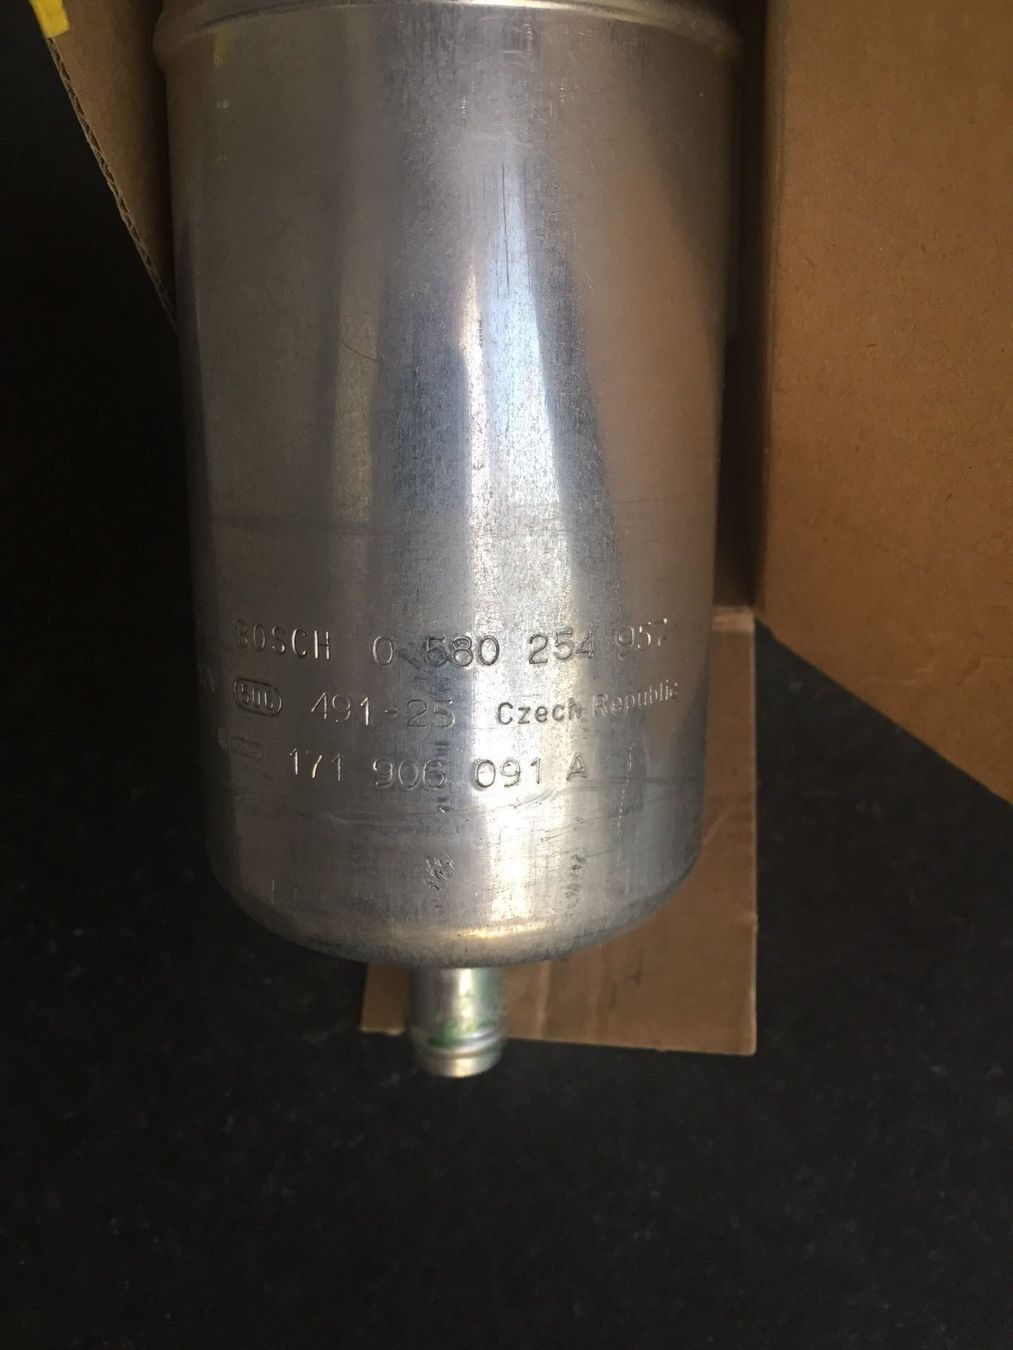 BOSCH 0 580 254 957
491-25 Czech Republic
171 906 091 A